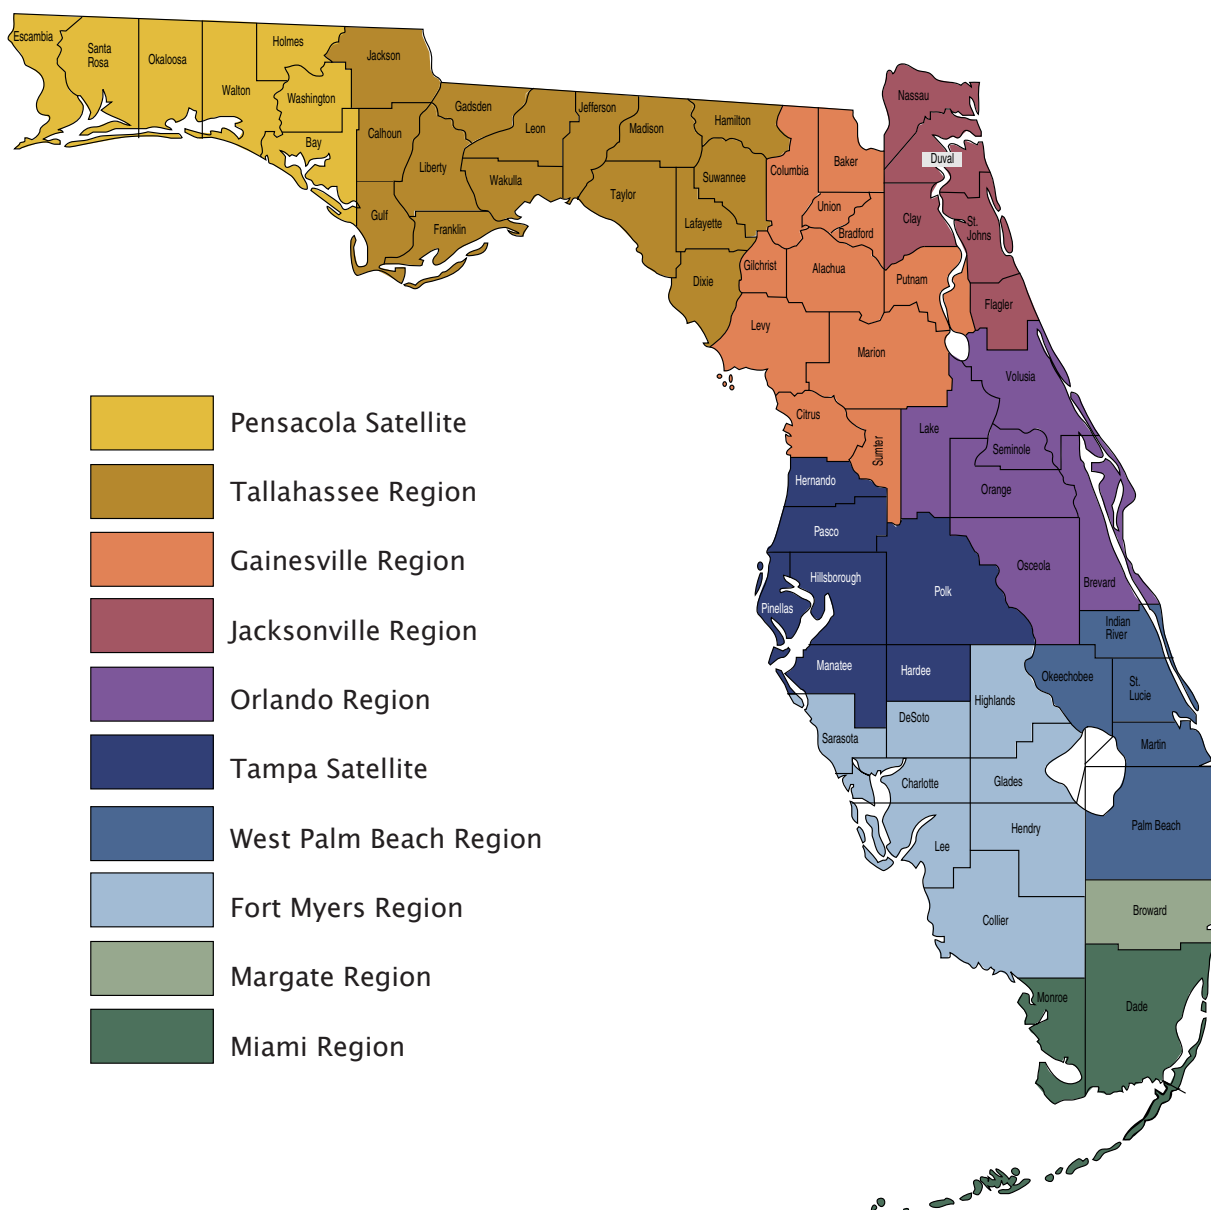 Escambia
Santa
Rosa
Okaloosa
Walton
Holmes
Washington
Bay
Jackson
Calhoun
Gulf
Liberty
Gadsden
Franklin
Leon
Wakulla
Jefferson
Madison
Taylor
Hamilton
Suwannee
Lafayette
Dixie
Columbia
Baker
Union
Bradford
Gilchrist
Alachua
Putnam
Levy
Marion
Citrus
Sumter
Nassau
Duval
Clay
St.
Johns
Flagler
Volusia
Lake
Seminole
Orange
Osceola
Brevard
Hernando
Pasco
Hillsborough
Pinellas
Polk
Manatee
Hardee
Indian
River
Okeechobee
St.
Lucie
Martin
Palm Beach
Highlands
DeSoto
Sarasota
Charlotte
Glades
Lee
Hendry
Collier
Broward
Monroe
Dade
Pensacola Satellite
Tallahassee Region
Gainesville Region
Jacksonville Region
Orlando Region
Tampa Satellite
West Palm Beach Region
Fort Myers Region
Margate Region
Miami Region